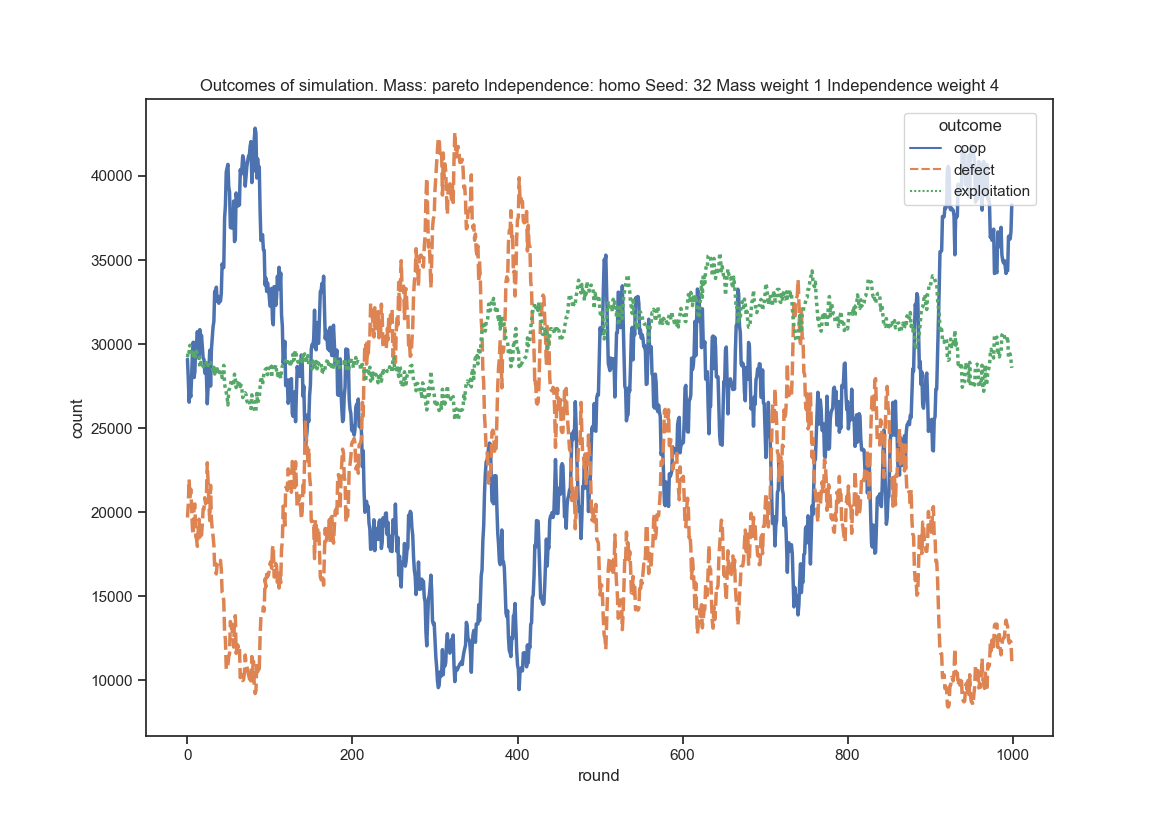 Outcomes of simulation. Mass: pareto Independence: homo Seed: 32 Mass weight 1 Independence weight 4
outcome
coop
defect
exploitation
count
40000
35000
30000
25000
20000
15000
10000
0
200
400
600
800
1000
round